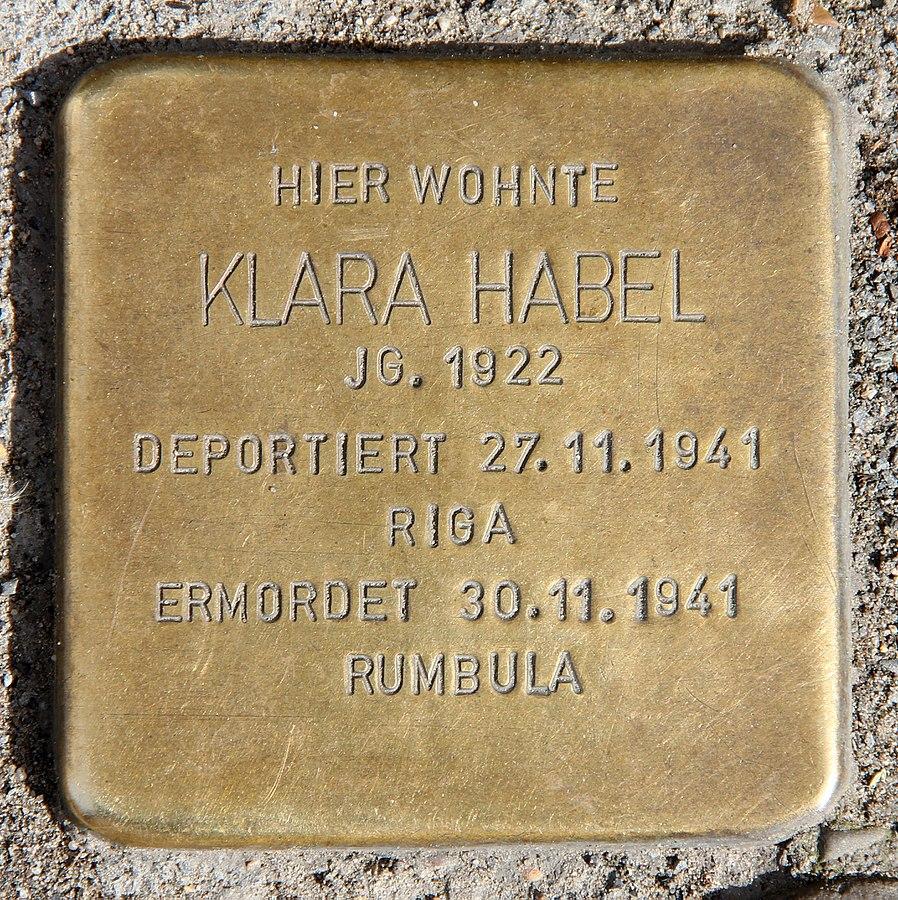 HIER WOHNTE
KLARA HABEL
JG. 1922
DEPORTIERT 27.11.1941
RIGA
ERMORDET 30.11.1941
RUMBULA